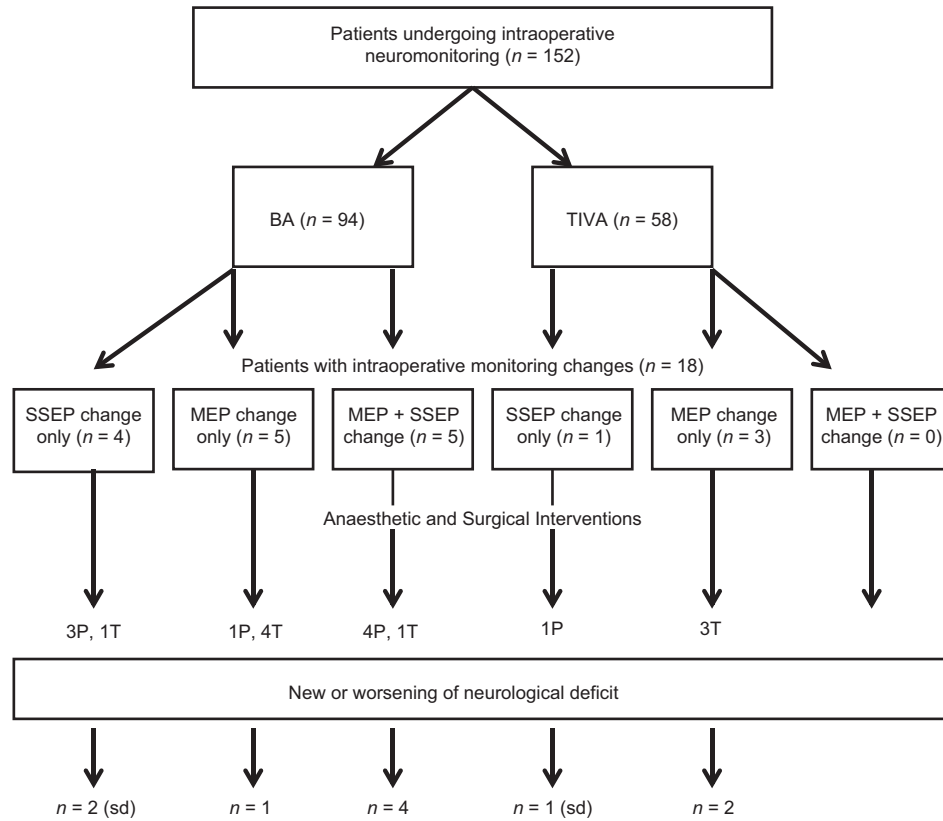 Patients undergoing intraoperative
neuromonitoring (n = 152)
BA (n = 94)
TIVA (n = 58)
Patients with intraoperative monitoring changes (n = 18)
SSEP change
only (n = 4)
MEP change
only (n = 5)
MEP + SSEP
change (n = 5)
SSEP change
only (n = 1)
MEP change
only (n = 3)
MEP + SSEP
change (n = 0)
Anaesthetic and Surgical Interventions
3P, 1T
1P, 4T
4P, 1T
1P
3T
New or worsening of neurological deficit
n = 2 (sd)
n = 1
n = 4
n = 1 (sd)
n = 2